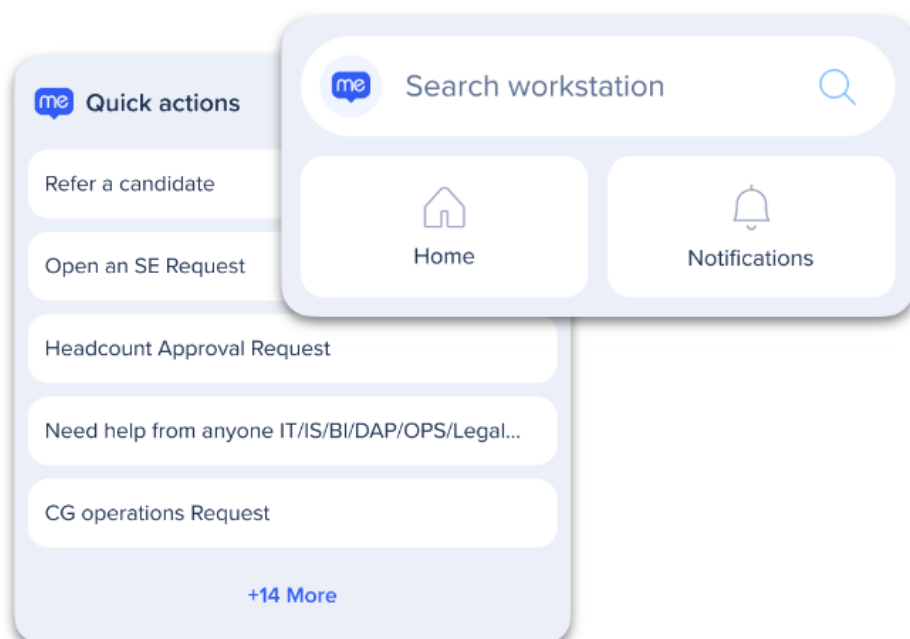 me Quick actions
Refer a candidate
Open an SE Request
Headcount Approval Request
Need help from anyone IT/IS/BI/DAP/OPS/Legal...
CG operations Request
+14 More
me Search workstation
Home
Notifications